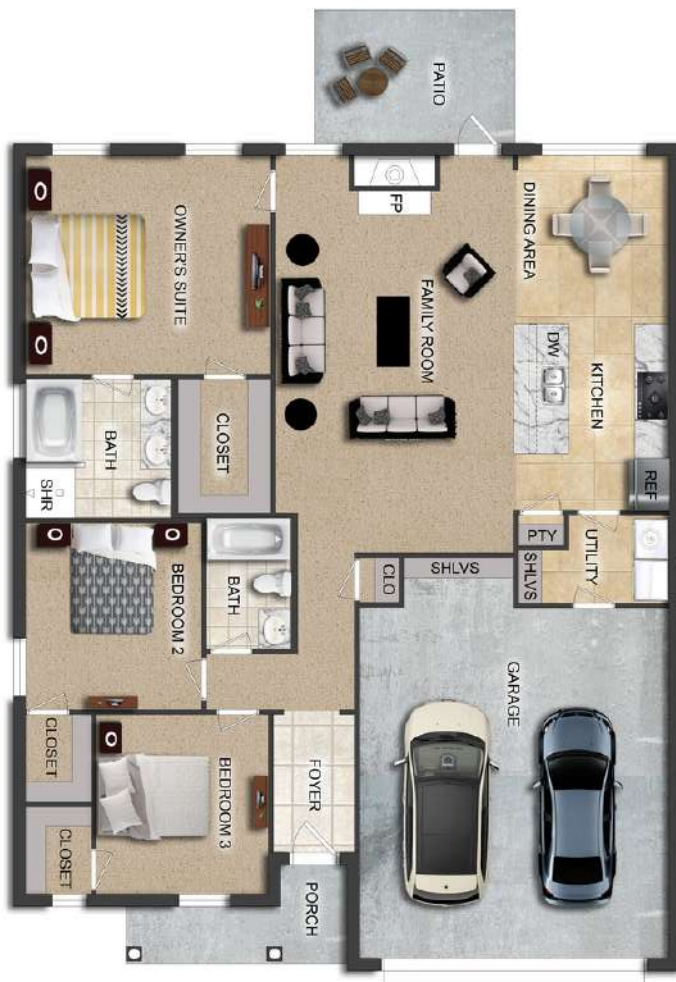 PATIO
OWNER'S SUITE
FP
FAMILY ROOM
DINING AREA
KITCHEN
DW
REF
BATH
SHR
CLOSET
PTY
UTILITY
SHLVS
SHLVS
CLO
BATH
BEDROOM 2
GARAGE
CLOSET
FOYER
BEDROOM 3
CLOSET
PORCH